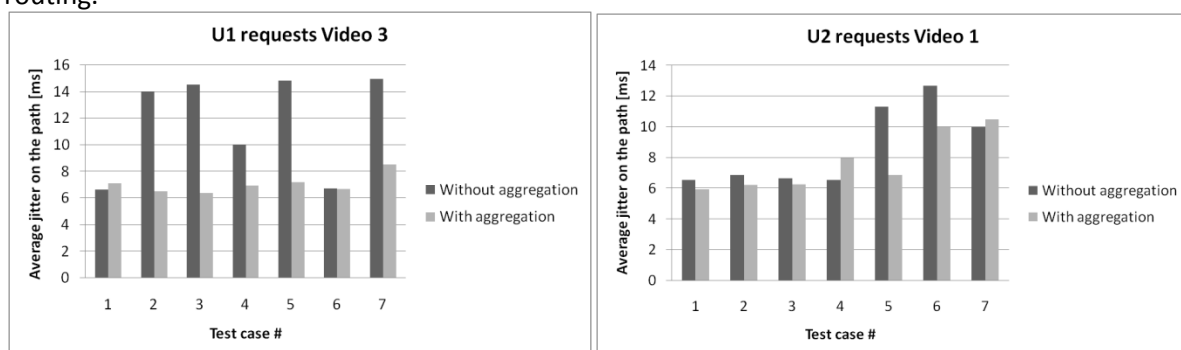 routing.
U1 requests Video 3
Average jitter on the path [ms]
16
14
12
10
8
6
4
2
0
1 2 3 4 5 6 7
Test case #
Without aggregation
With aggregation
U2 requests Video 1
Average jitter on the path [ms]
14
12
10
8
6
4
2
0
1 2 3 4 5 6 7
Test case #
Without aggregation
With aggregation